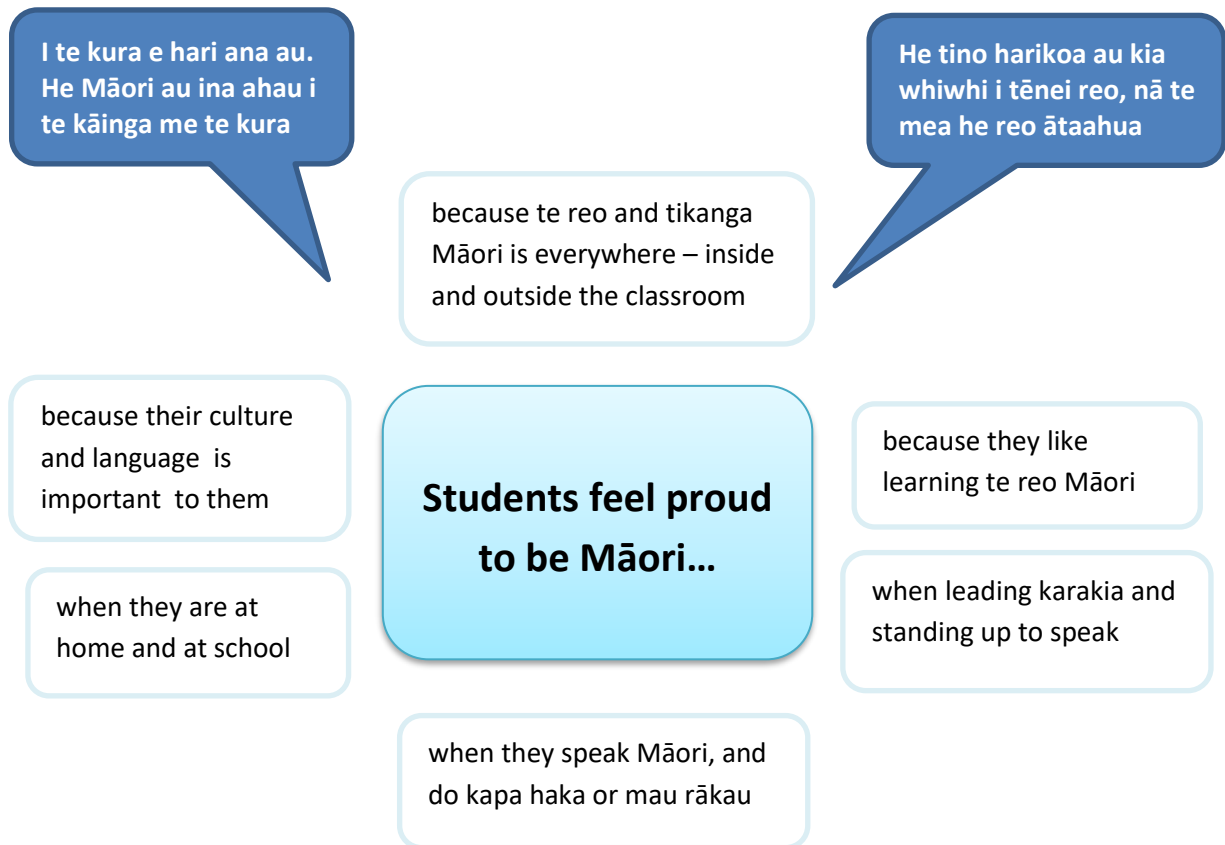 I te kura e hari ana au.
He Māori au ina ahau i
te kāinga me te kura
He tino harikoa au kia
whiwhi i tēnei reo, nā te
mea he reo ātaahua
because te reo and tikanga
Māori is everywhere – inside
and outside the classroom
because their culture
and language  is
important  to them
Students feel proud
to be Māori…
because they like
learning te reo Māori
when they are at
home and at school
when leading karakia and
standing up to speak
when they speak Māori, and
do kapa haka or mau rākau